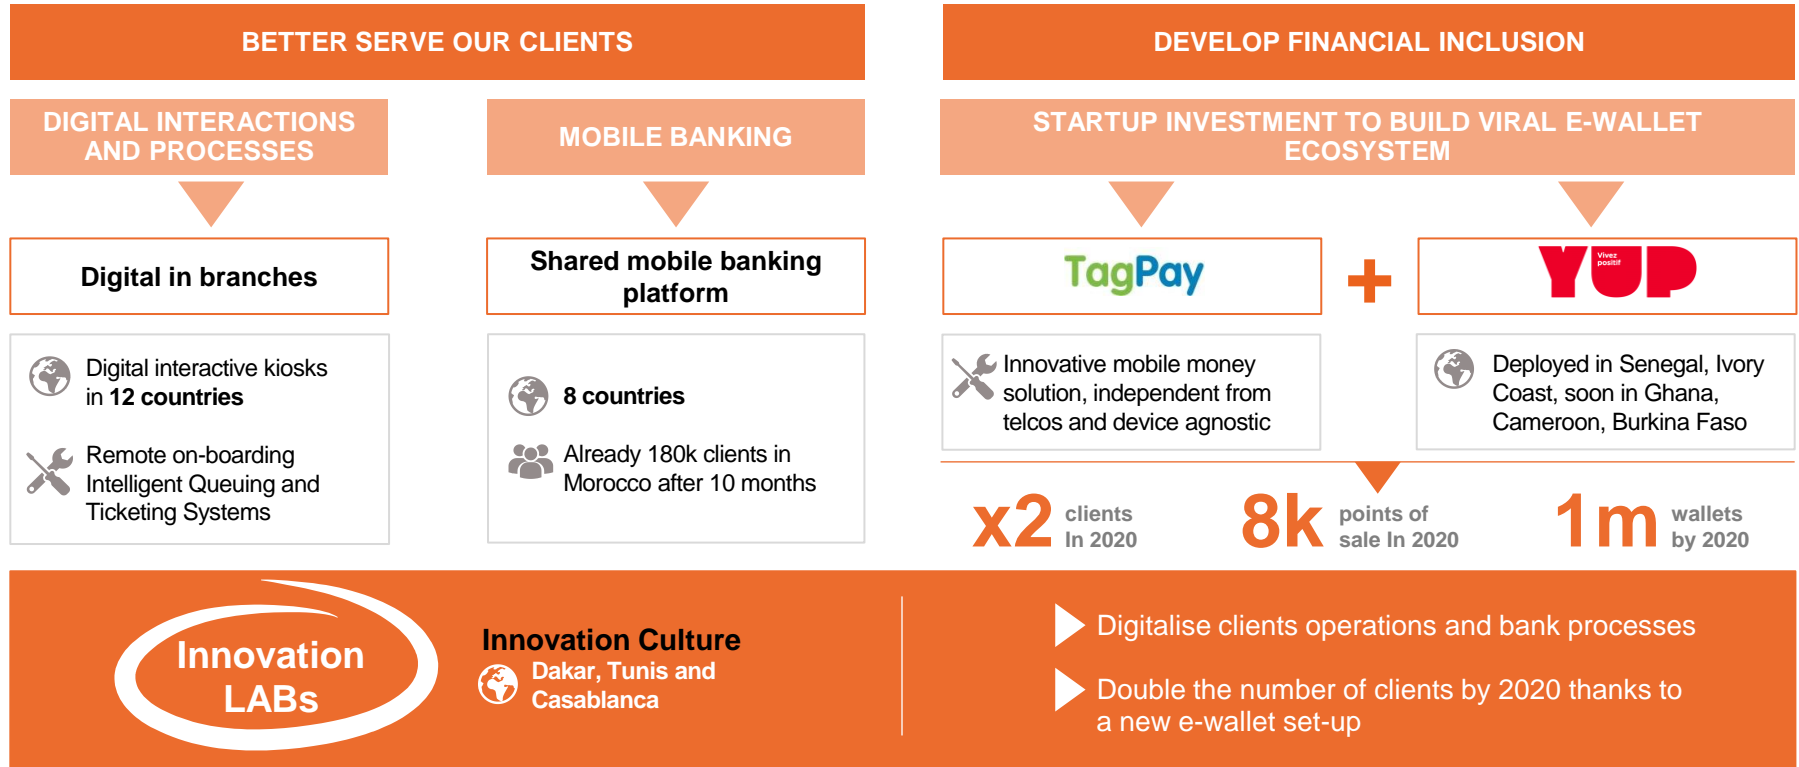 BETTER SERVE OUR CLIENTS
DIGITAL INTERACTIONS
AND PROCESSES
Digital in branches
Digital interactive kiosks
in 12 countries
Remote on-boarding
Intelligent Queuing and
Ticketing Systems
MOBILE BANKING
Shared mobile banking
platform
8 countries
Already 180k clients in
Morocco after 10 months
DEVELOP FINANCIAL INCLUSION
STARTUP INVESTMENT TO BUILD VIRAL E-WALLET
ECOSYSTEM
TagPay
+
YUP
Vivez
positif
Innovative mobile money
solution, independent from
telcos and device agnostic
Deployed in Senegal, Ivory
Coast, soon in Ghana,
Cameroon, Burkina Faso
x2 clients
In 2020
8k points of
sale In 2020
1m wallets
by 2020
Innovation
LABs
Innovation Culture
Dakar, Tunis and
Casablanca
Digitalise clients operations and bank processes
Double the number of clients by 2020 thanks to
a new e-wallet set-up